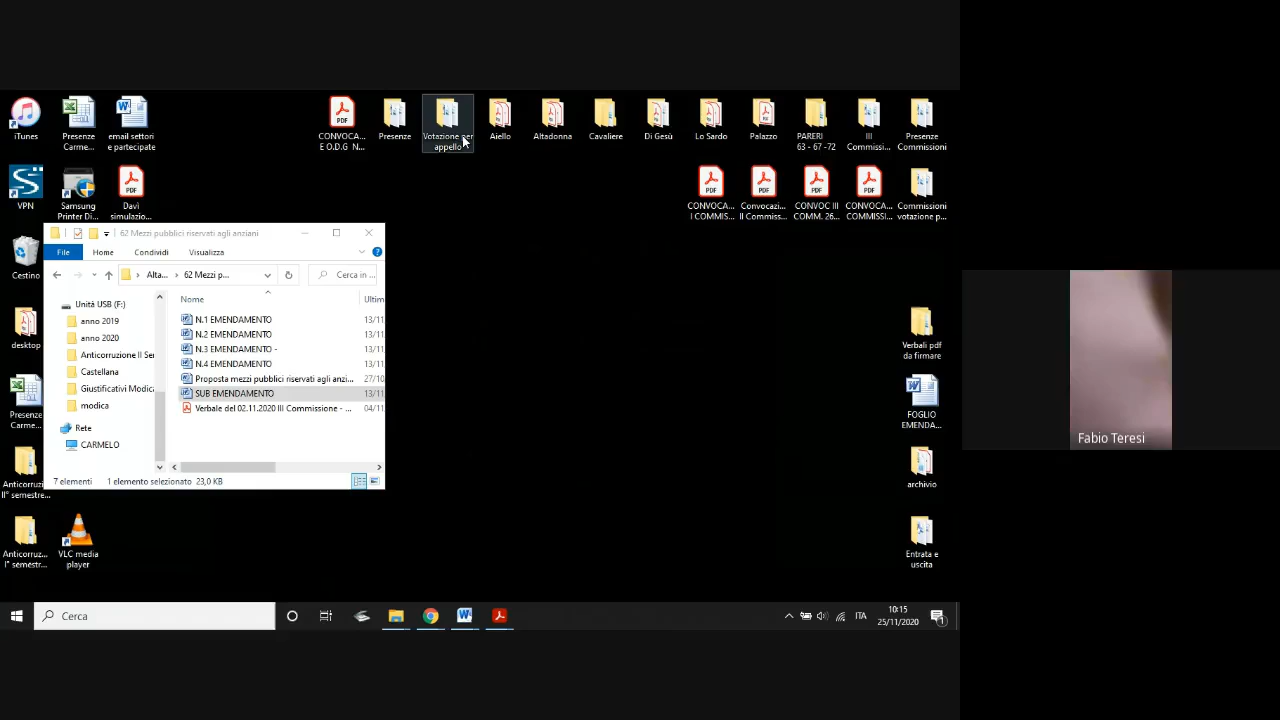 iTunes
Presenze
Carme...
email settori
e partecipate
CONVOCA...
E O.D.G N...
Presenze
Votazione per
appello
Aiello
Altadonna
Cavaliere
Di Gesù
Lo Sardo
Palazzo
PARERI
63 - 67 -72
III
Commissi...
Presenze
Commissioni
VPN
Samsung
Printer Di...
Davì
simulazio...
CONVOCA...
I COMMIS...
Convocazi...
II Commiss...
CONVOC III
COMM. 26...
CONVOCA...
COMMISSI...
Commissioni
votazione p...
62 Mezzi pubblici riservati agli anziani
File
Home
Condividi
Visualizza
Alta...
62 Mezzi p...
Cerca in ...
Cestino
Nome
Ultim
Unità USB (F:)
anno 2019
anno 2020
Anticorruzione II Se
Castellana
Giustificativi Modica
modica
Rete
CARMELO
N.1 EMENDAMENTO
13/11
N.2 EMENDAMENTO
13/11
N.3 EMENDAMENTO -
13/11
N.4 EMENDAMENTO
13/11
Proposta mezzi pubblici riservati agli anzi...
27/10
SUB EMENDAMENTO
13/11
Verbale del 02.11.2020 III Commissione - ...
04/11
7 elementi
1 elemento selezionato 23,0 KB
desktop
Presenze
Carme...
Anticorruzi...
II° semestre...
Anticorruz...
I° semestr...
VLC media
player
Verbali pdf
da firmare
FOGLIO
EMENDA...
archivio
Entrata e
uscita
Cerca
ITA
10:15
25/11/2020
1
Fabio Teresi